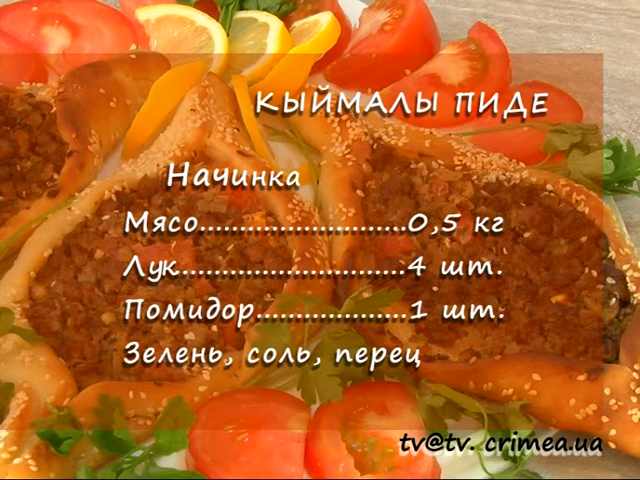 КЫЙМАЛЫ ПИДЕ
Начинка
Мясо..........................0,5 кг
Лук............................4 шт.
Помидор...................1 шт.
Зелень, соль, перец
tv@tv. crimea.ua